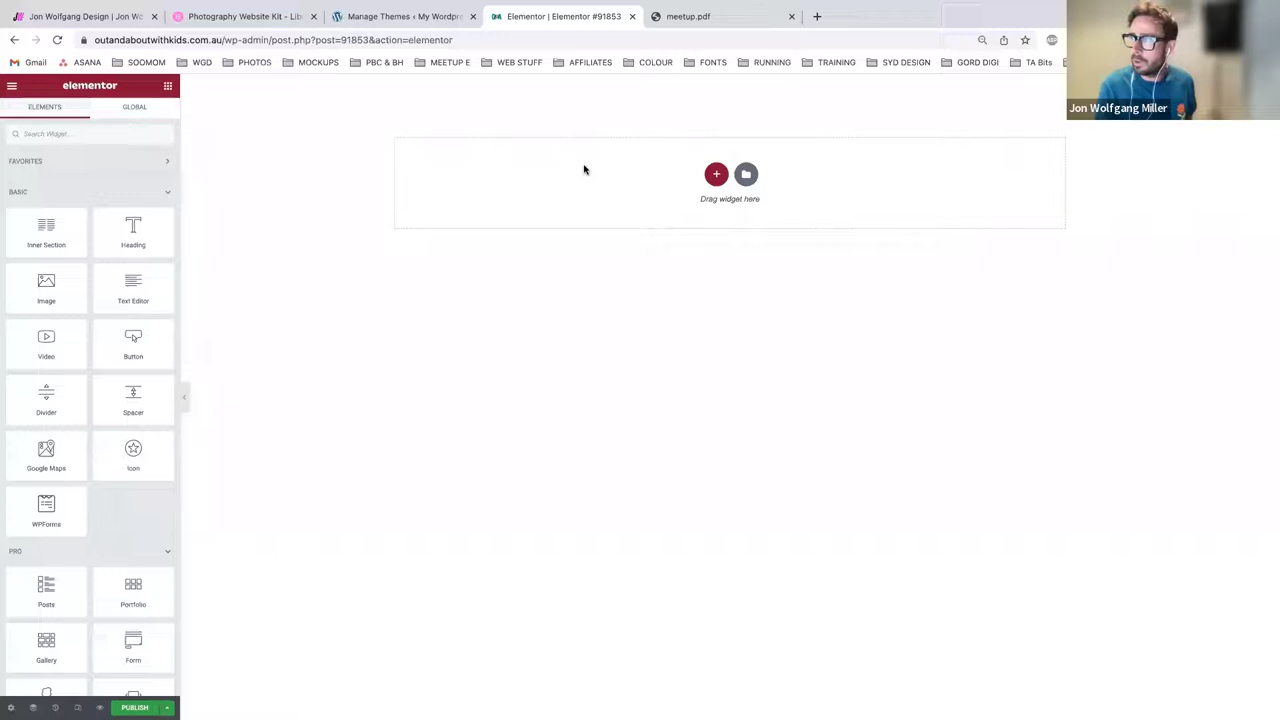 Jon Wolfgang Design | Jon Wo
Photography Website Kit - Lib
Manage Themes ‹ My Wordpr
Elementor | Elementor #91853
meetup.pdf
outandaboutwithkids.com.au/wp-admin/post.php?post=91853&action=elementor
Gmail
ASANA
SOOMOM
WGD
PHOTOS
MOCKUPS
PBC & BH
MEETUP E
WEB STUFF
AFFILIATES
COLOUR
FONTS
RUNNING
TRAINING
SYD DESIGN
GORD DIGI
TA Bits
Jon Wolfgang Miller
elementor
ELEMENTS
GLOBAL
Search Widget...
FAVORITES
BASIC
Inner Section
Heading
Image
Text Editor
Video
Button
Divider
Spacer
Google Maps
Icon
WPForms
PRO
Posts
Portfolio
Gallery
Form
PUBLISH
Drag widget here